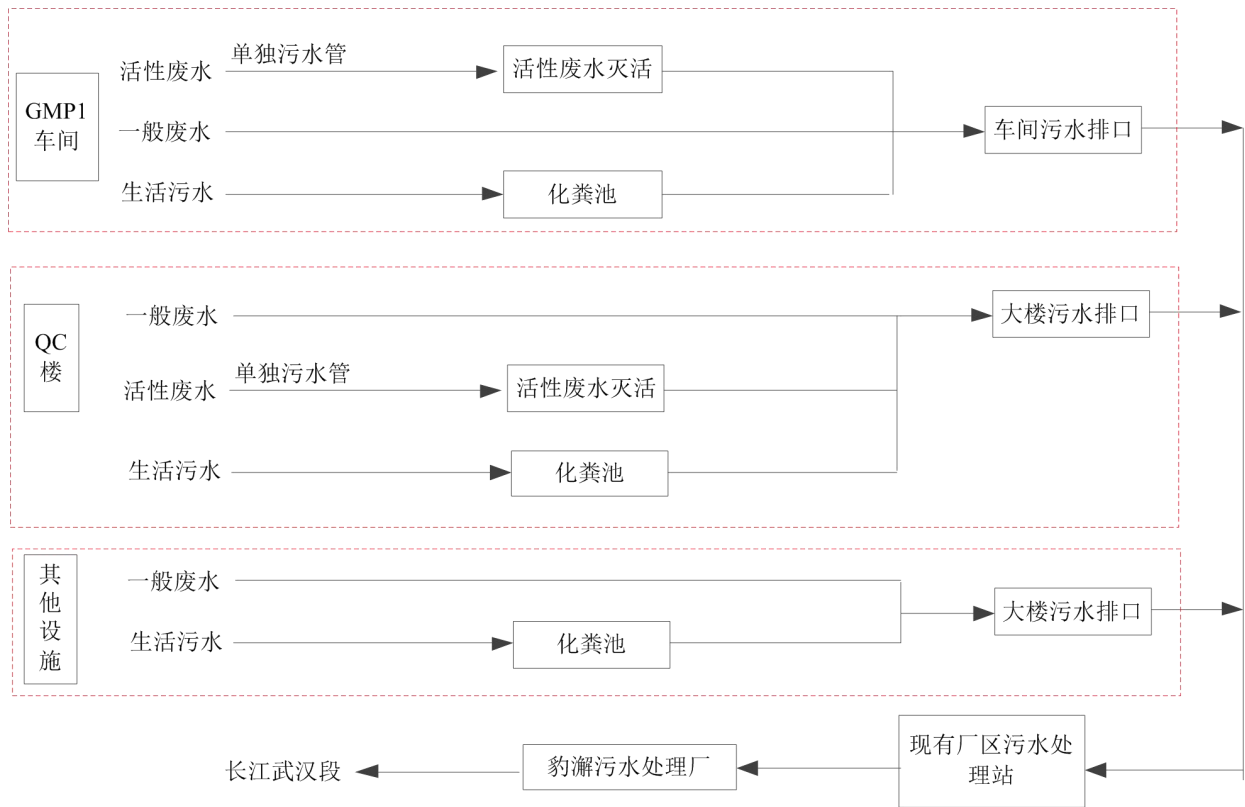 活性废水
单独污水管
活性废水灭活
GMP1
车间
一般废水
车间污水排口
生活污水
化粪池
QC
楼
一般废水
大楼污水排口
活性废水
单独污水管
活性废水灭活
生活污水
化粪池
其
他
设
施
一般废水
大楼污水排口
生活污水
化粪池
长江武汉段
豹澥污水处理厂
现有厂区污水处
理站